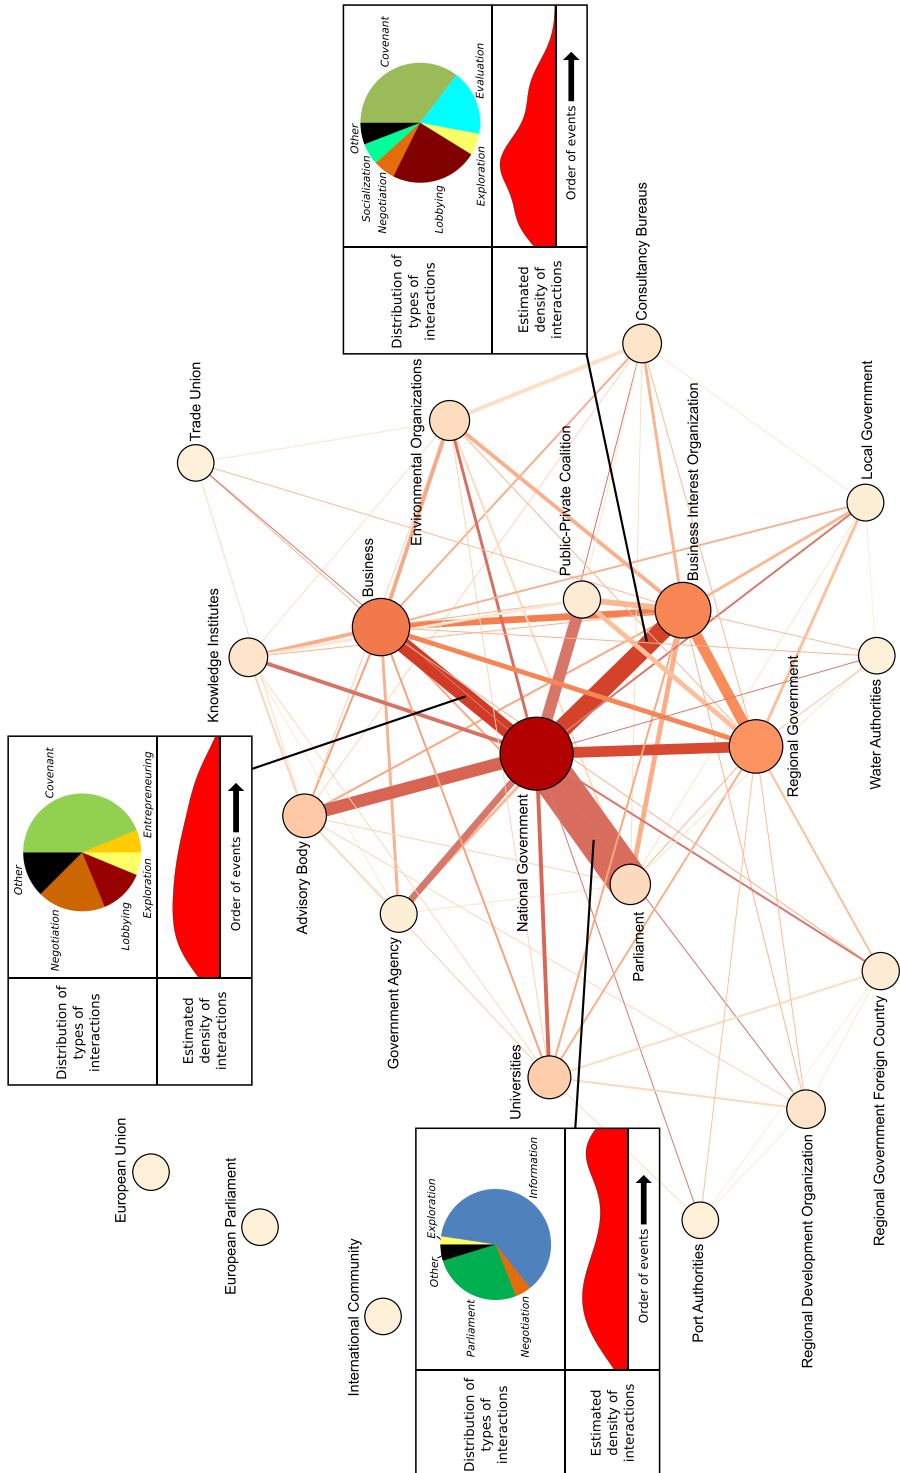 Covenant
Evaluation
Exploration
Lobbying
Negotiation
Socialization
Other
Order of events
Distribution of
types of
interactions
Estimated
density of
interactions
Trade Union
Environmental Organizations
Consultancy Bureaus
Public-Private Coalition
Business Interest Organization
Local Government
Business
Knowledge Institutes
Regional Government
Water Authorities
National Government
Advisory Body
Government Agency
Parliament
Universities
Regional Government Foreign Country
Regional Development Organization
Port Authorities
European Union
European Parliament
International Community
Covenant
Entrepreneuring
Exploration
Lobbying
Negotiation
Other
Order of events
Distribution of
types of
interactions
Estimated
density of
interactions
Exploration
Information
Other
Parliament
Negotiation
Order of events
Distribution of
types of
interactions
Estimated
density of
interactions